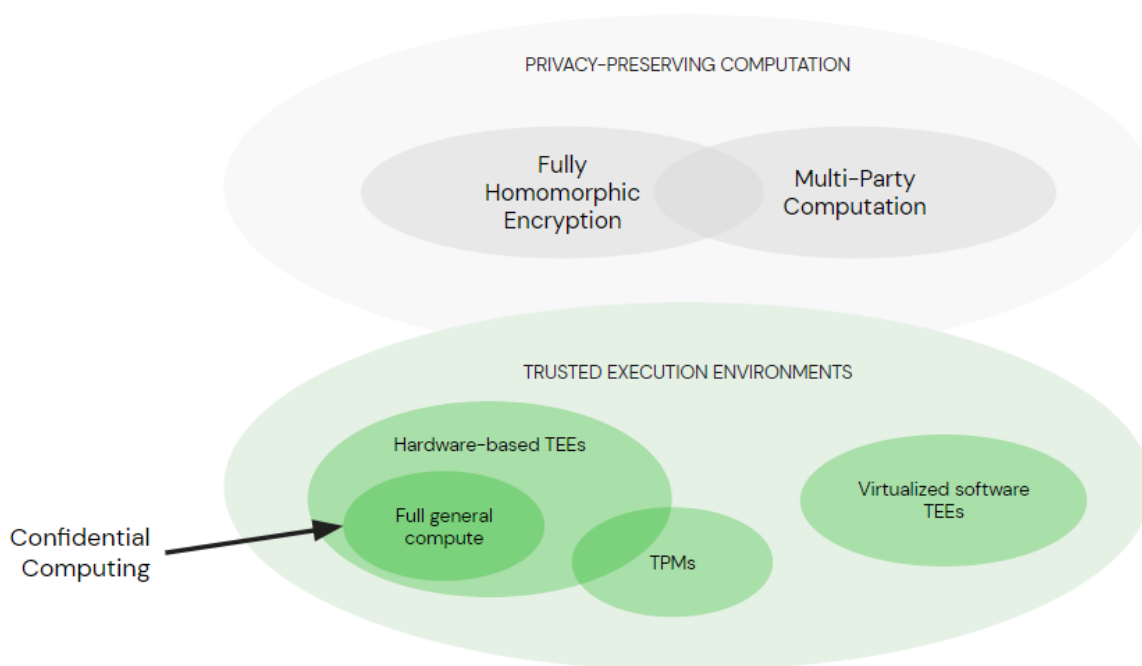 PRIVACY-PRESERVING COMPUTATION
Fully
Homomorphic
Encryption
Multi-Party
Computation
TRUSTED EXECUTION ENVIRONMENTS
Hardware-based TEEs
Full general
compute
TPMs
Virtualized software
TEEs
Confidential
Computing